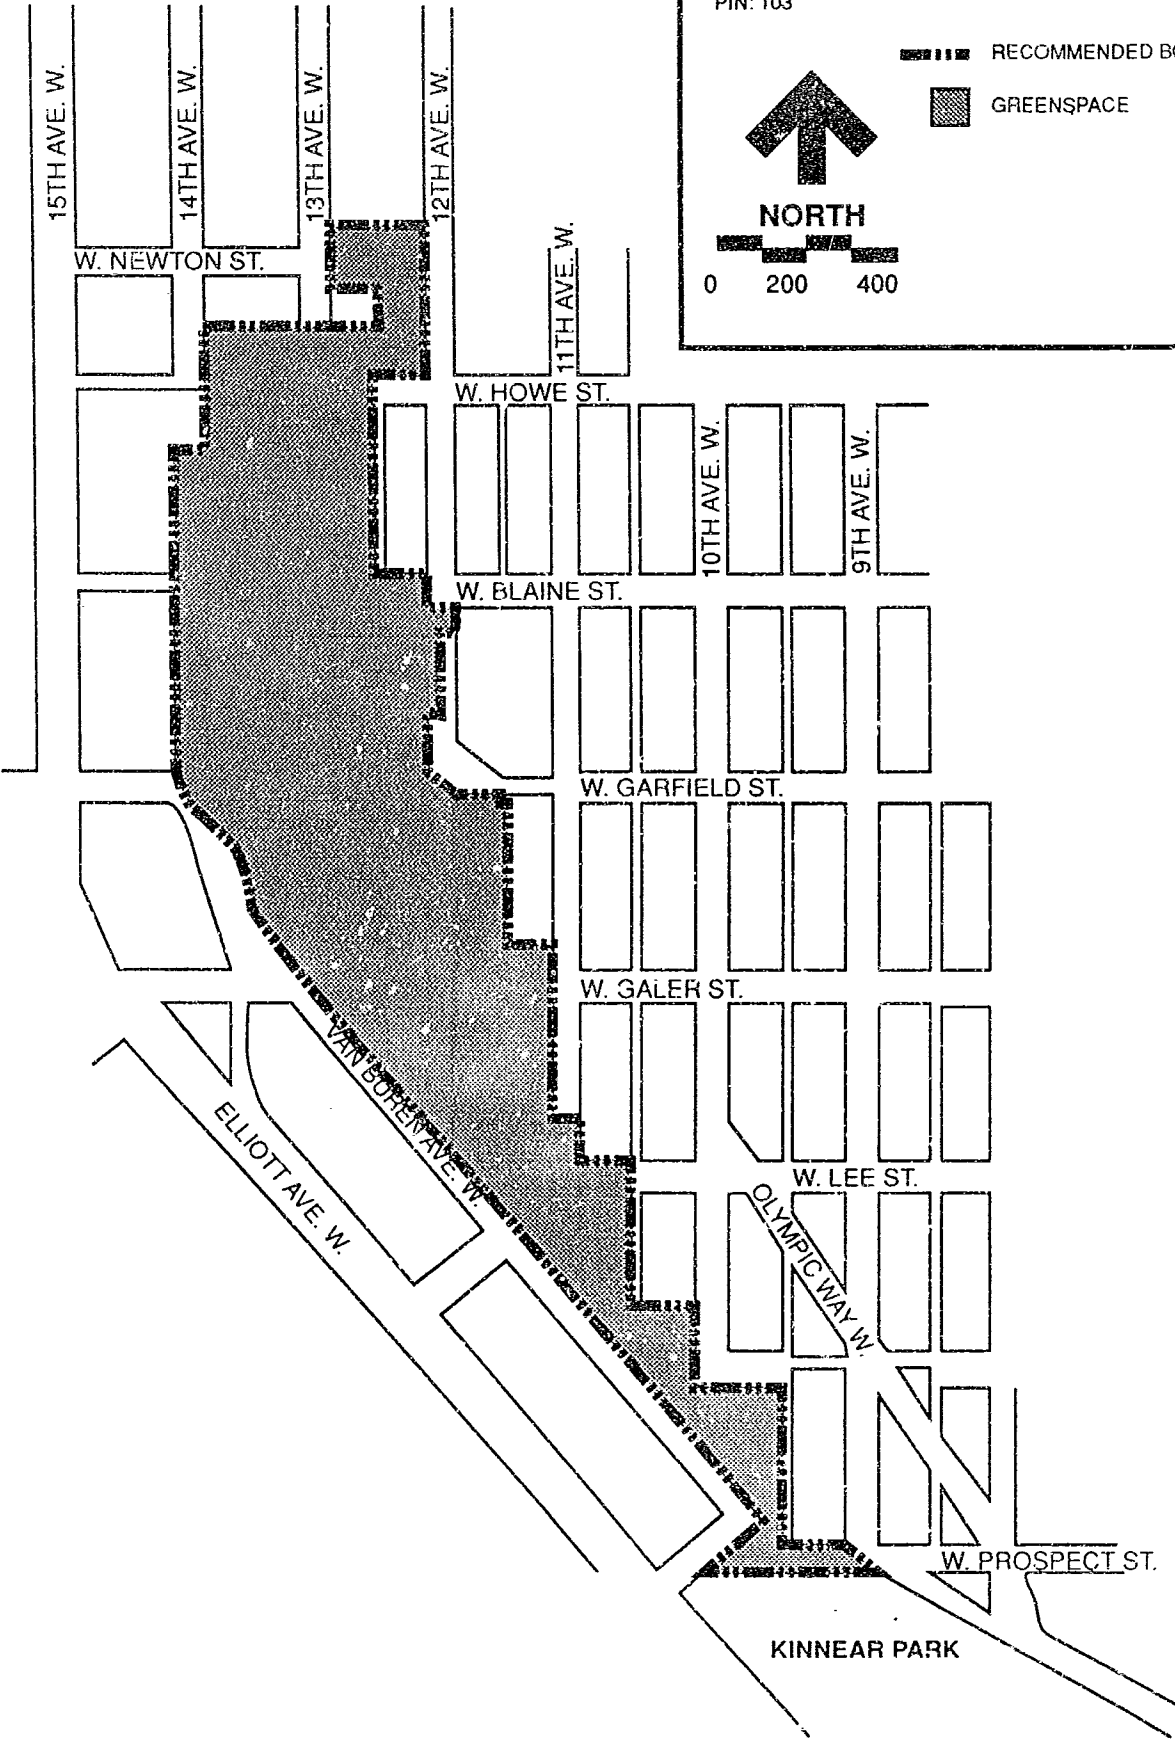 PIN: 103
RECOMMENDED
GREENSPACE
NORTH
0 200 400
15TH AVE. W.
14TH AVE. W.
13TH AVE. W.
12TH AVE. W.
W. NEWTON ST.
11TH AVE. W.
W. HOWE ST.
10TH AVE. W.
9TH AVE. W.
W. BLAINE ST.
W. GARFIELD ST.
W. GALER ST.
VAN BUREN AVE. W.
ELLIOTT AVE. W.
W. LEE ST.
OLYMPIC WAY W.
W. PROSPECT ST.
KINNEAR PARK